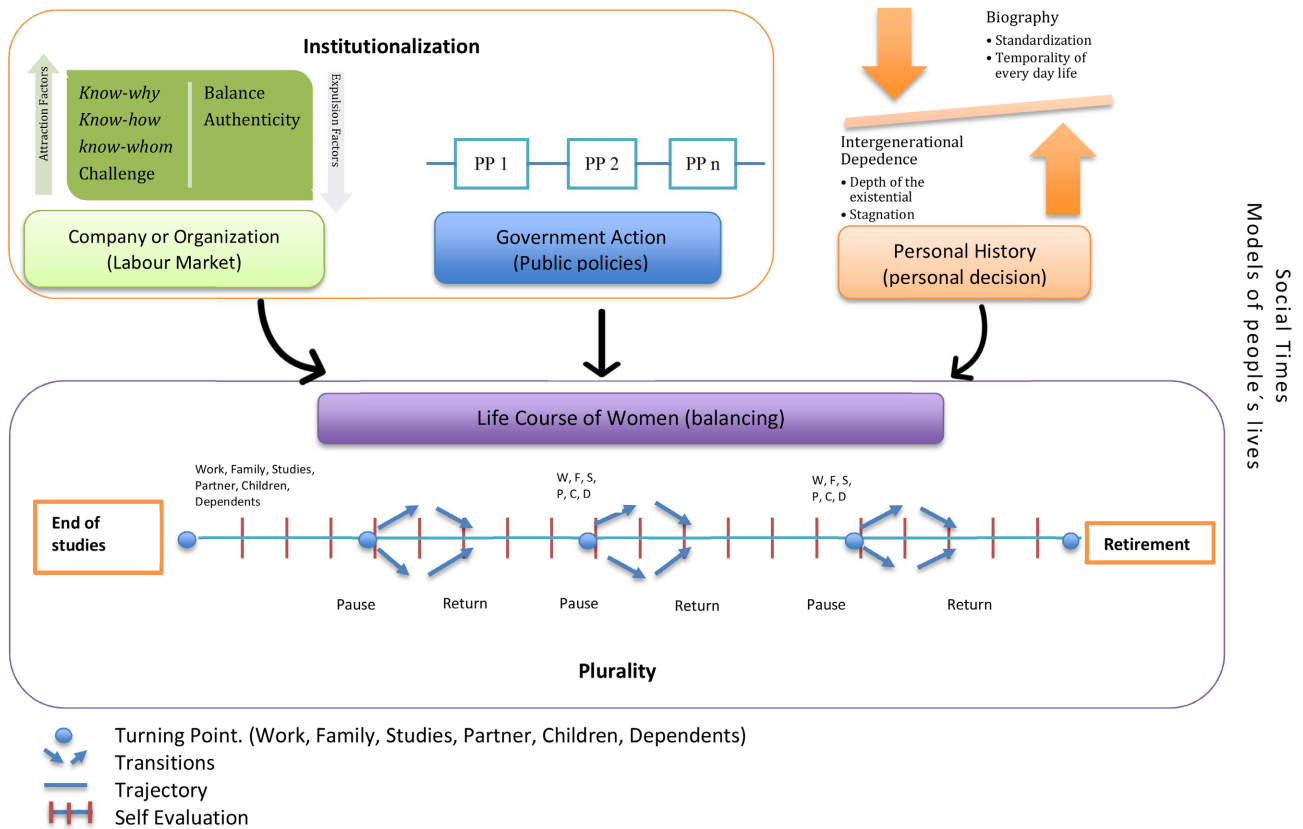 Institutionalization
Attraction Factors
Know-why
Know-how
know-whom
Challenge
Balance
Authenticity
Expulsion Factors
Company or Organization
(Labour Market)
PP 1
PP 2
PP n
Government Action
(Public policies)
Biography
• Standardization
• Temporality of
every day life
Intergenerational
Depedence
• Depth of the
existential
• Stagnation
Personal History
(personal decision)
Social Times
Models of people´s lives
Life Course of Women (balancing)
Work, Family, Studies,
Partner, Children,
Dependents
W, F, S,
P, C, D
W, F, S,
P, C, D
End of
studies
Retirement
Pause
Return
Pause
Return
Pause
Return
Plurality
Turning Point. (Work, Family, Studies, Partner, Children, Dependents)
Transitions
Trajectory
Self Evaluation